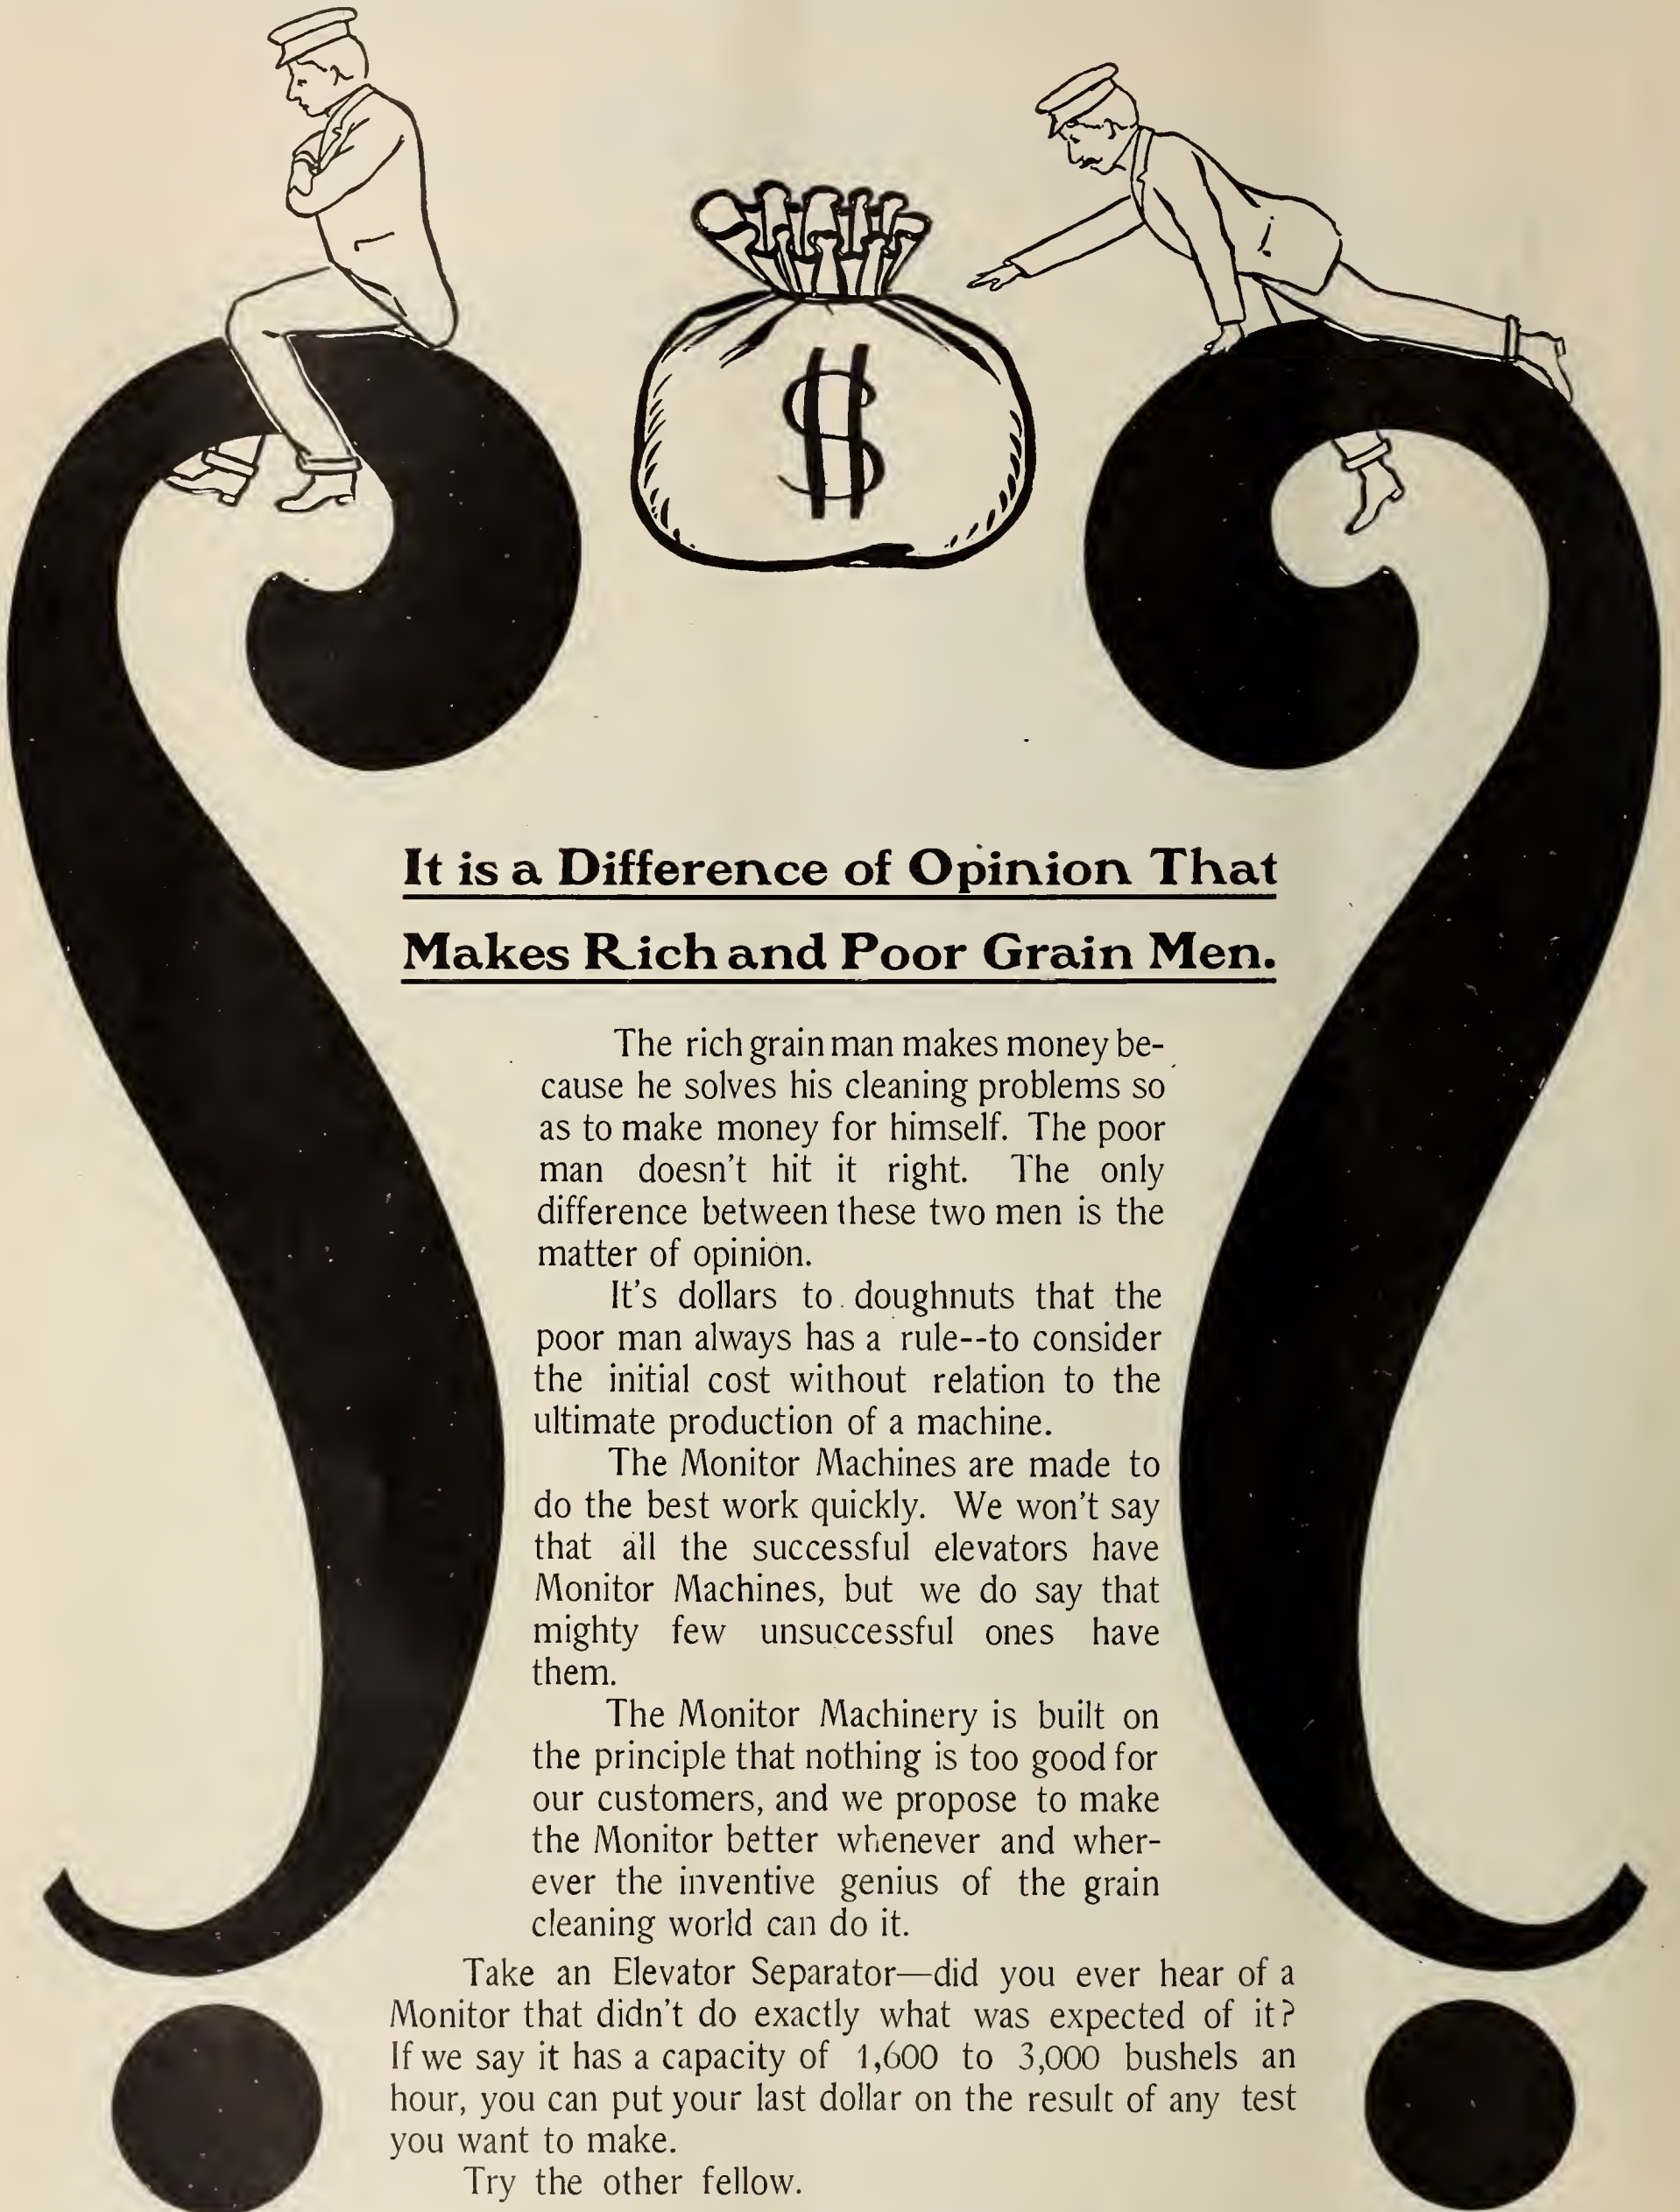 $
It is a Difference of Opinion That
Makes Rich and Poor Grain Men.
The rich grain man makes money be-
cause he solves his cleaning problems so
as to make money for himself. The poor
man doesn't hit it right. The only
difference between these two men is the
matter of opinion.
It's dollars to doughnuts that the
poor man always has a rule--to consider
the initial cost without relation to the
ultimate production of a machine.
The Monitor Machines are made to
do the best work quickly. We won't say
that all the successful elevators have
Monitor Machines, but we do say that
mighty few unsuccessful ones have
them.
The Monitor Machinery is built on
the principle that nothing is too good for
our customers, and we propose to make
the Monitor better whenever and wher-
ever the inventive genius of the grain
cleaning world can do it.
Take an Elevator Separator—did you ever hear of a
Monitor that didn't do exactly what was expected of it?
If we say it has a capacity of 1,600 to 3,000 bushels an
hour, you can put your last dollar on the result of any test
you want to make.
Try the other fellow.